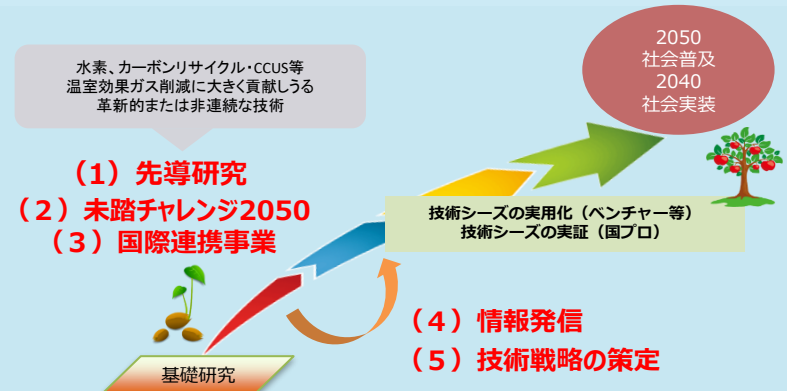 2050
社会普及
2040
社会実装
水素、カーボンリサイクル・CCUS等
温室効果ガス削減に大きく貢献しうる
革新的または非連続な技術
（1）先導研究
（２）未踏チャレンジ2050
（３）国際連携事業
技術シーズの実用化（ベンチャー等）
技術シーズの実証（国プロ）
（４）情報発信
（５）技術戦略の策定
基礎研究